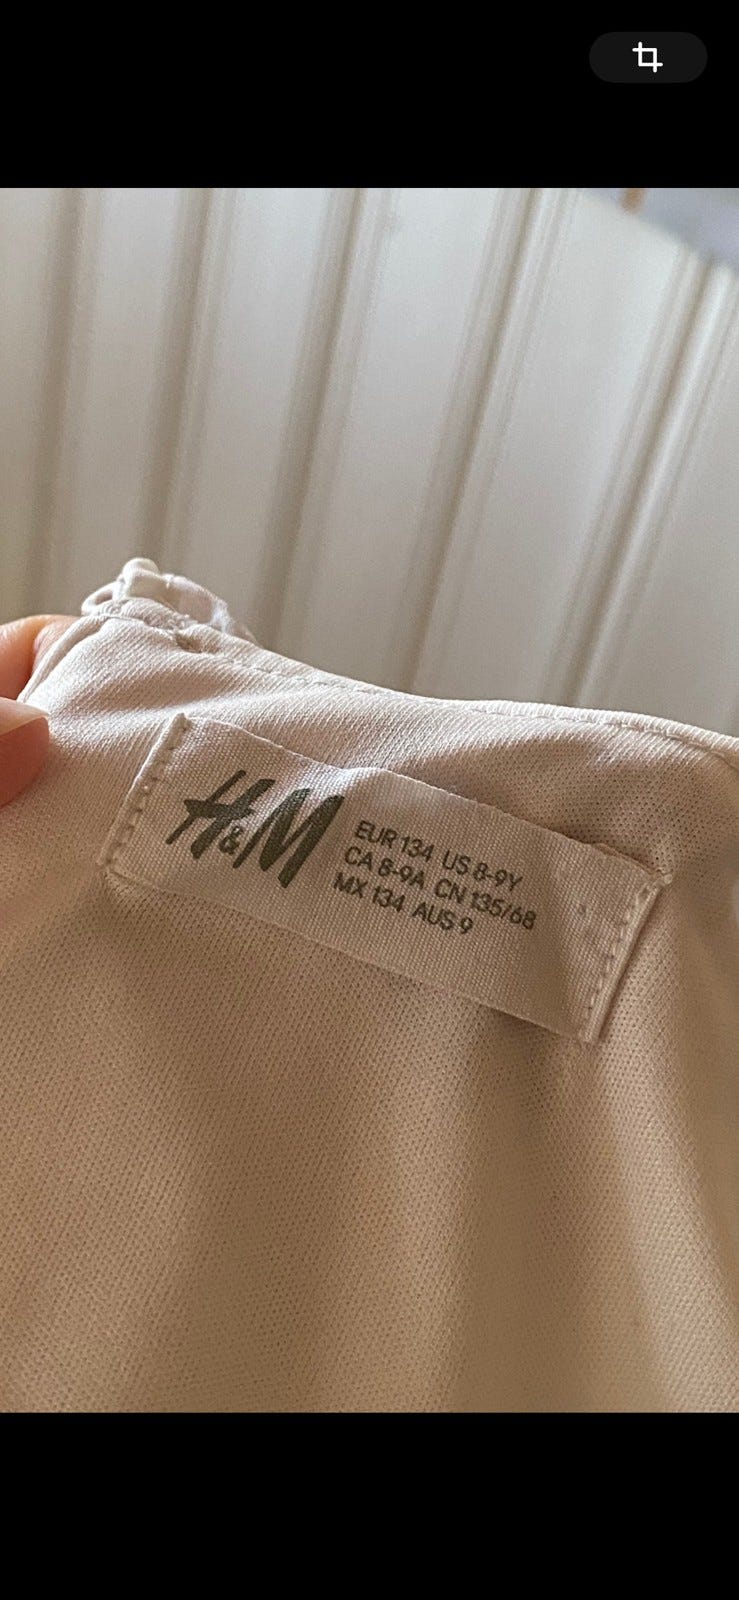 H&M
EUR 134 US 8-9Y
CA 8-9A CN 135/68
MX 134 AUS 9